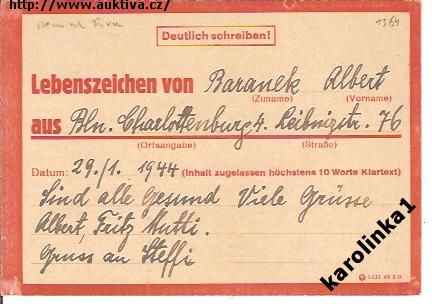 http://www.auktiva.cz/
1364
Deutlich schreiben!
Lebenszeichen von Baranek Albert
(Zuname) (Vorname)
aus Bln. Charlottenburg 4. Leibnizstr. 76
(Ortsangabe) (Straße)
Datum: 29./1. 1944 (Inhalt zugelassen höchstens 10 Worte Klartext)
Sind alle Gesund Viele Grüsse
Albert, Fritz Mutti.
Gruss an Steffi
karolinka1